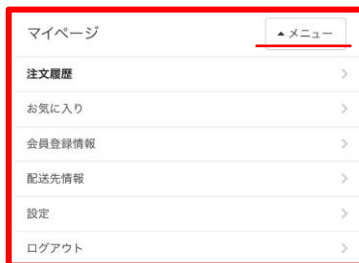 マイページ
▲メニュー
注文履歴
お気に入り
会員登録情報
配送先情報
設定
ログアウト